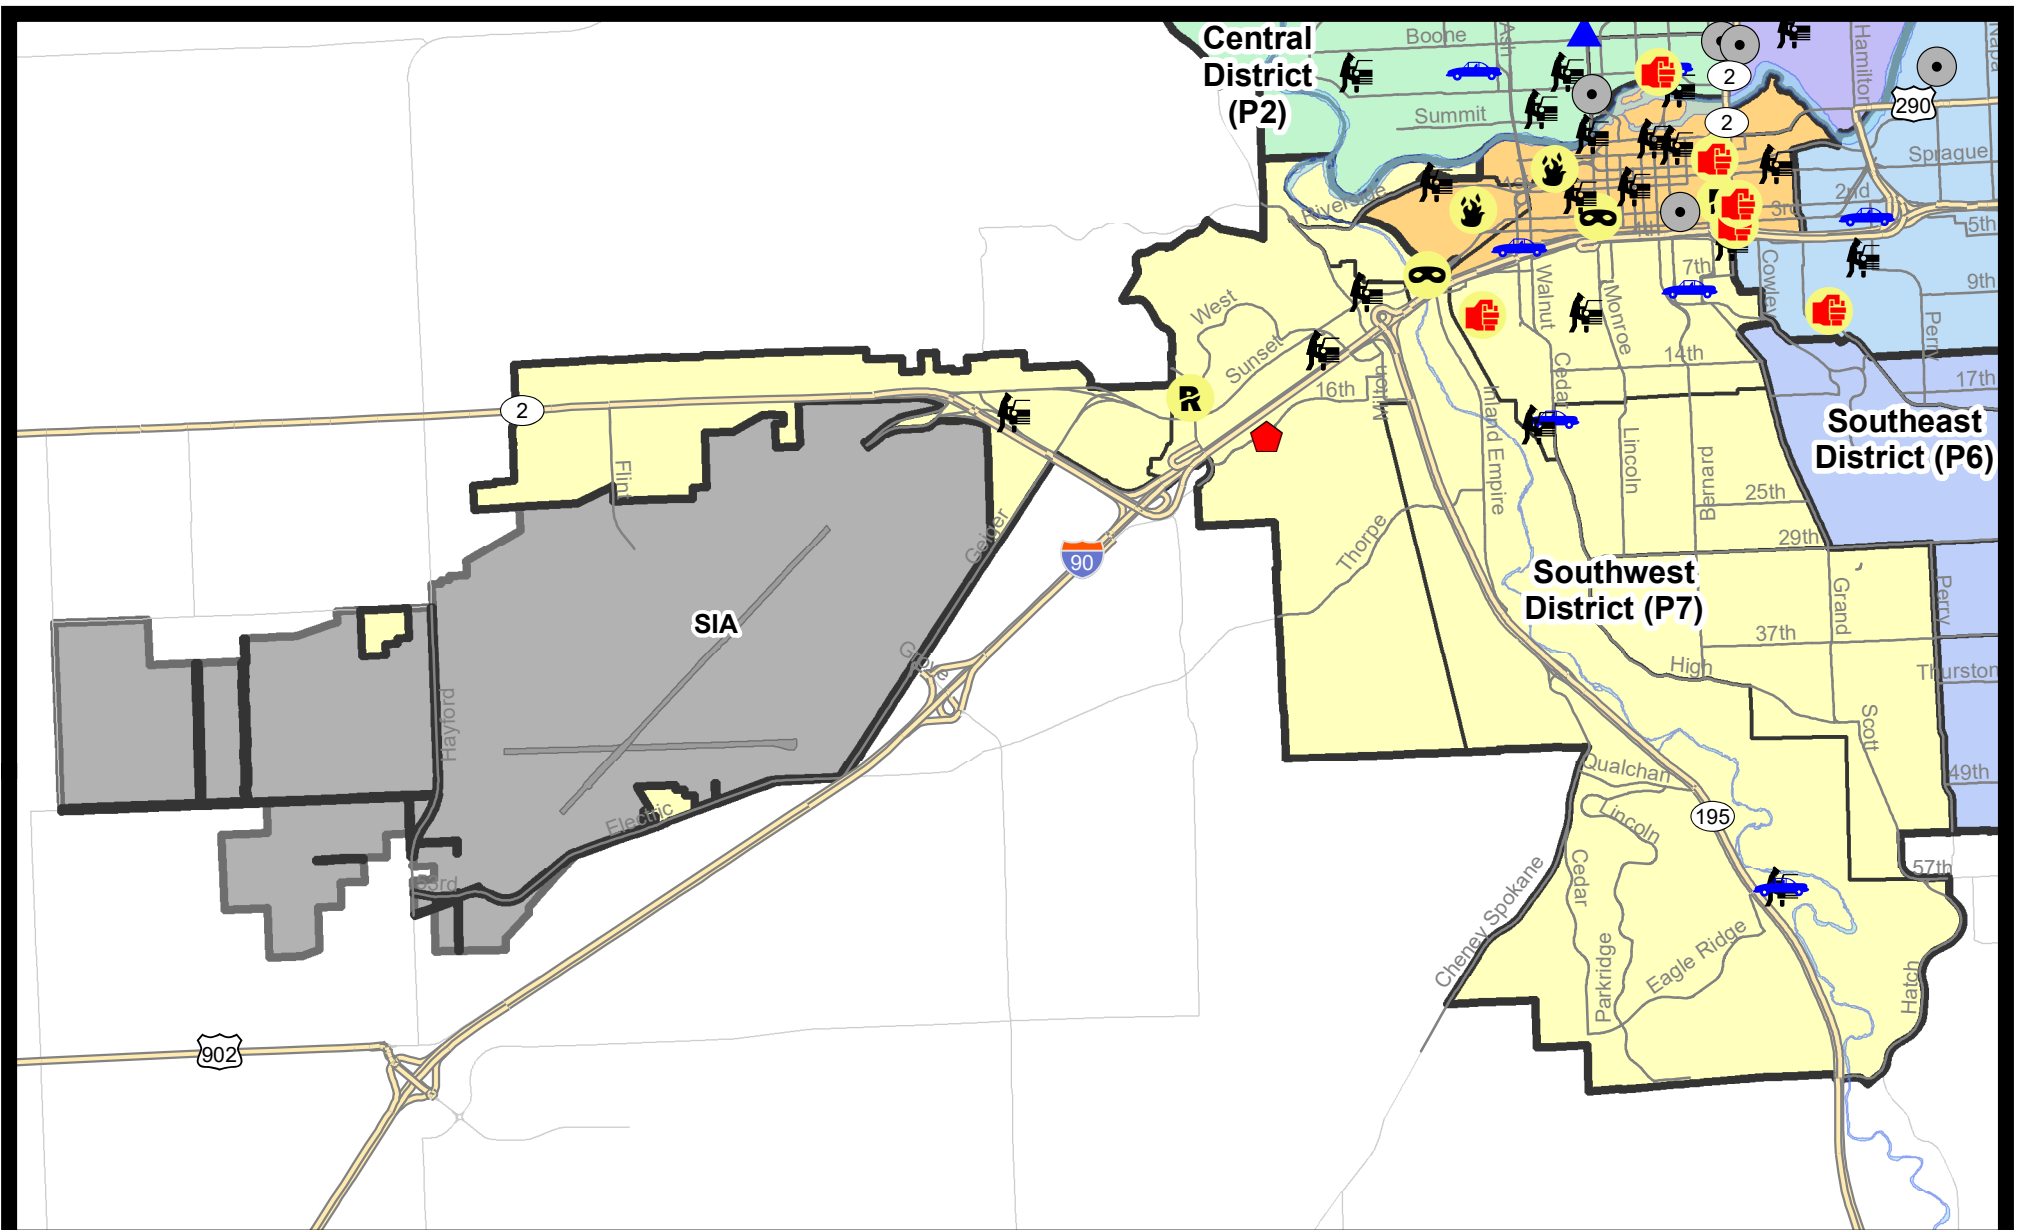 Central
District
(P2)
Boone
Ash
Hamilton
Napa
2
290
Summit
2
Sprague
2nd
3rd
5th
Riverside
4th
7th
Cowley
9th
Walnut
Monroe
Perry
West
Sunset
14th
16th
Milton
Cedar
17th
R
2
Southeast
District (P6)
Inland Empire
Lincoln
Bernard
25th
Flint
29th
Geiger
Thorpe
90
Southwest
District (P7)
Grand
Perry
SIA
37th
High
Thurston
Grove
Hayford
Scott
Qualchan
49th
195
Lincoln
Electric
57th
Cedar
53rd
Cheney Spokane
Eagle Ridge
Parkridge
Hatch
902